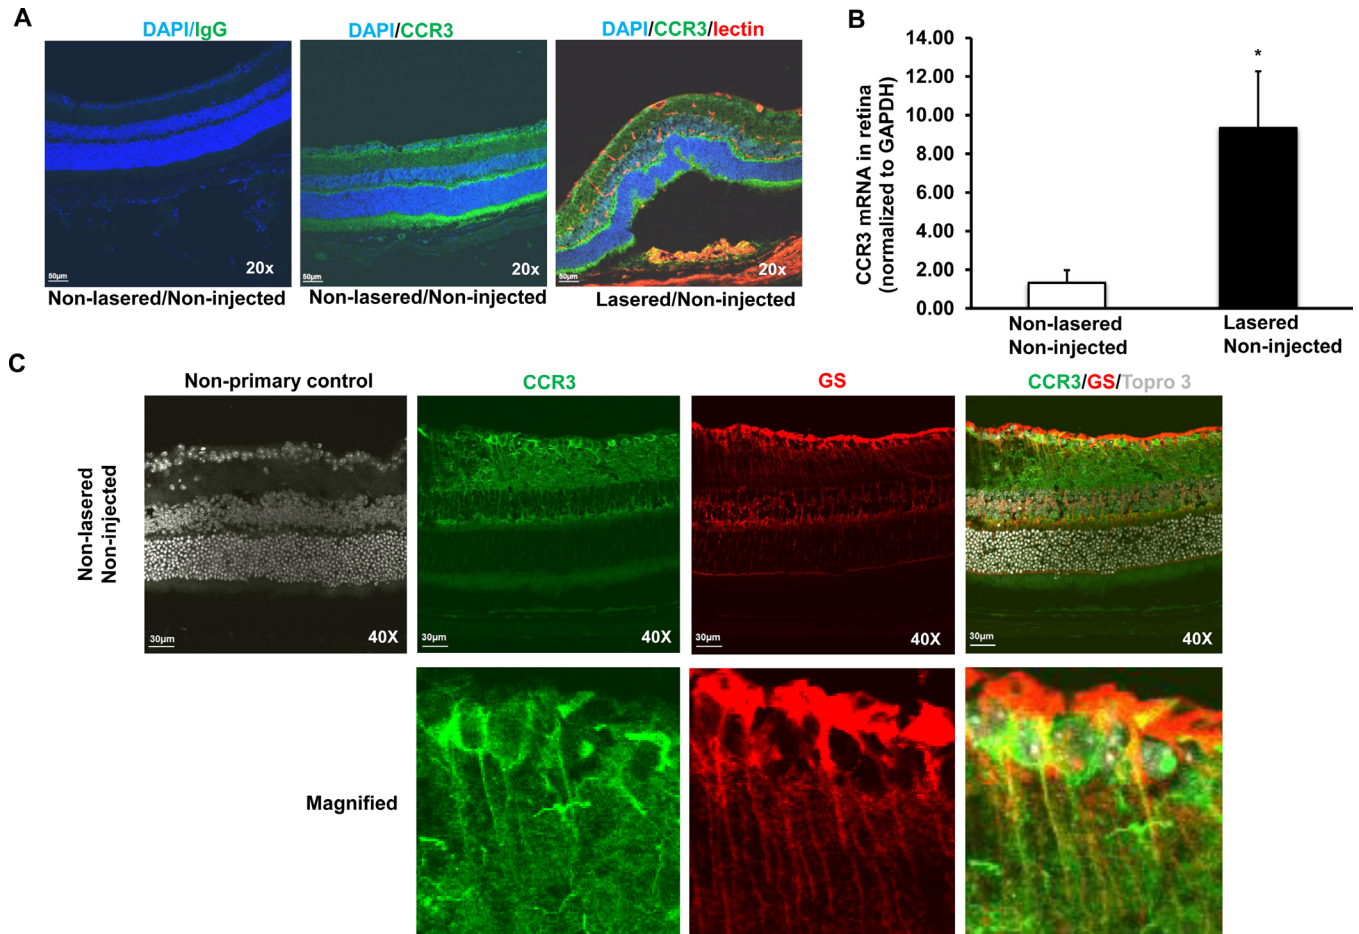 A
DAPI/IgG
DAPI/CCR3
DAPI/CCR3/lectin
50µm
20x
50µm
20x
50µm
20x
Non-lasered/Non-injected
Non-lasered/Non-injected
Lasered/Non-injected
B
CCR3 mRNA in retina
(normalized to GAPDH)
14.00
12.00
10.00
8.00
6.00
4.00
2.00
0.00
*
Non-lasered
Non-injected
Lasered
Non-injected
C
Non-primary control
CCR3
GS
CCR3/GS/Topro 3
Non-lasered
Non-injected
30µm
40X
30µm
40X
30µm
40X
30µm
40X
Magnified